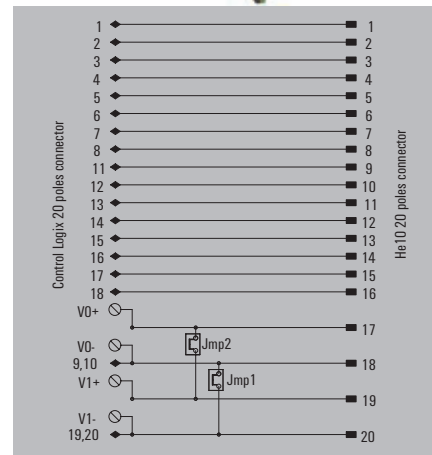 1 1
2 2
3 3
4 4
5 5
6 6
7 7
8 8
11 9
12 10
13 11
14 12
15 13
16 14
17 15
18 16
V0+
17
Jmp2
V0-
9,10 18
V1+
Jmp1
19
V1-
19,20 20
Control Logix 20 poles connector
He10 20 poles connector